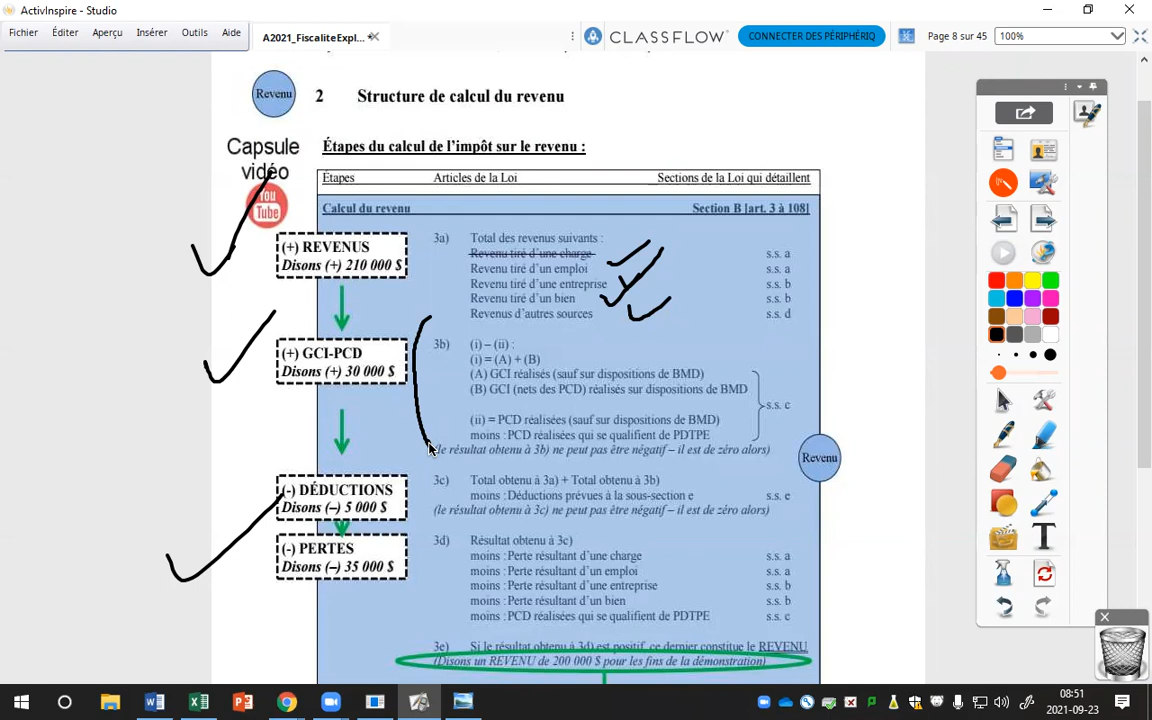 ActivInspire - Studio
Fichier Éditer Aperçu Insérer Outils Aide
A2021_FiscaliteExpl...
CLASSFLOW
CONNECTER DES PÉRIPHÉRIQ
Page 8 sur 45
100%
Revenu
2 Structure de calcul du revenu
Capsule
vidéo
You
Tube
Étapes du calcul de l'impôt sur le revenu :
Étapes Articles de la Loi Sections de la Loi qui détaillent
Calcul du revenu Section B [art. 3 à 108]
(+) REVENUS
Disons (+) 210 000 $
3a) Total des revenus suivants :
Revenu tiré d'une charge s.s. a
Revenu tiré d'un emploi s.s. a
Revenu tiré d'une entreprise s.s. b
Revenu tiré d'un bien s.s. b
Revenus d'autres sources s.s. d
(+) GCI-PCD
Disons (+) 30 000 $
3b) (i) – (ii) :
(i) = (A) + (B)
(A) GCI réalisés (sauf sur dispositions de BMD)
(B) GCI (nets des PCD) réalisés sur dispositions de BMD
s.s. c
(ii) = PCD réalisées (sauf sur dispositions de BMD)
moins : PCD réalisées qui se qualifient de PDTPE
(le résultat obtenu à 3b) ne peut pas être négatif – il est de zéro alors)
Revenu
(-) DÉDUCTIONS
Disons (–) 5 000 $
3c) Total obtenu à 3a) + Total obtenu à 3b)
moins : Déductions prévues à la sous-section e s.s. e
(le résultat obtenu à 3c) ne peut pas être négatif – il est de zéro alors)
(-) PERTES
Disons (–) 35 000 $
3d) Résultat obtenu à 3c)
moins : Perte résultant d'une charge s.s. a
moins : Perte résultant d'un emploi s.s. a
moins : Perte résultant d'une entreprise s.s. b
moins : Perte résultant d'un bien s.s. b
moins : PCD réalisées qui se qualifient de PDTPE s.s. c
3e) Si le résultat obtenu à 3d) est positif, ce dernier constitue le REVENU
(Disons un REVENU de 200 000 $ pour les fins de la démonstration)
08:51
2021-09-23